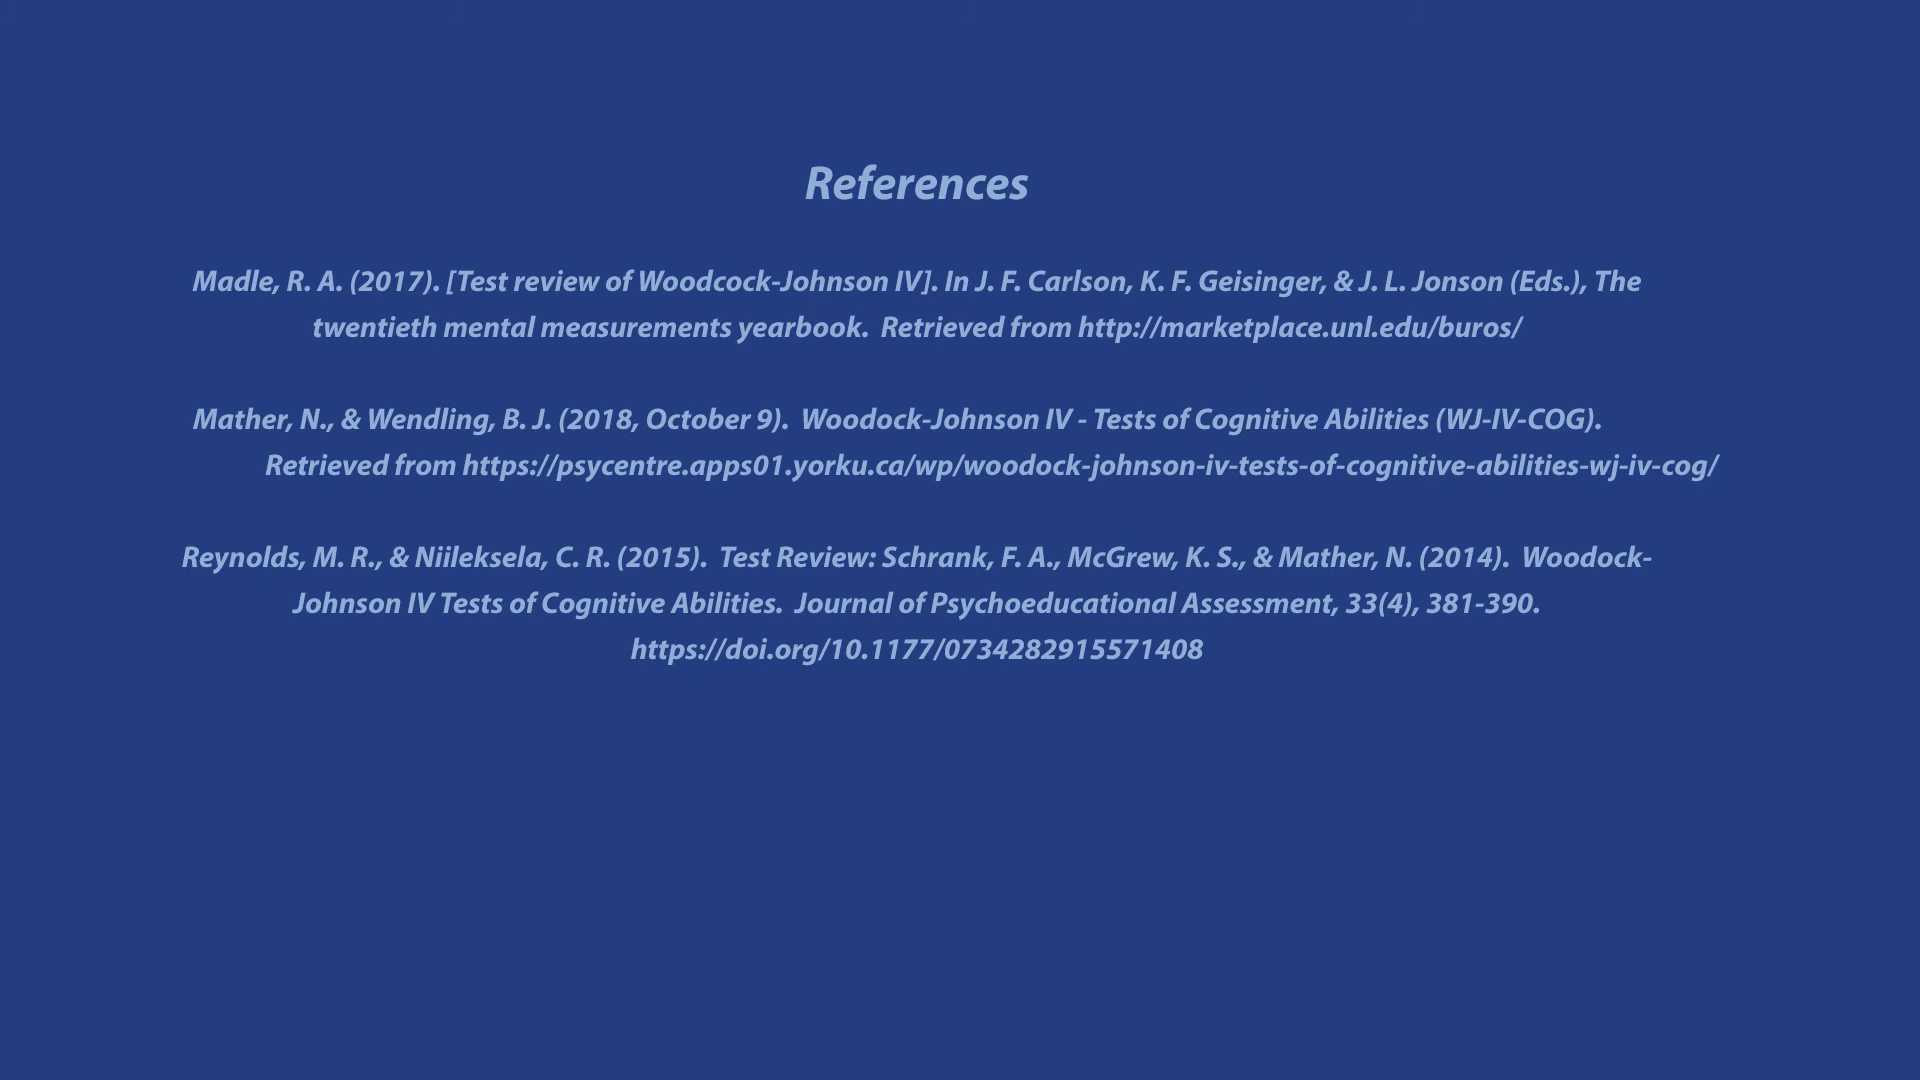 References
Madle, R. A. (2017). [Test review of Woodcock-Johnson IV]. In J. F. Carlson, K. F. Geisinger, & J. L. Jonson (Eds.), The
twentieth mental measurements yearbook.  Retrieved from http://marketplace.unl.edu/buros/
Mather, N., & Wendling, B. J. (2018, October 9).  Woodock-Johnson IV - Tests of Cognitive Abilities (WJ-IV-COG).
Retrieved from https://psycentre.apps01.yorku.ca/wp/woodock-johnson-iv-tests-of-cognitive-abilities-wj-iv-cog/
Reynolds, M. R., & Niileksela, C. R. (2015).  Test Review: Schrank, F. A., McGrew, K. S., & Mather, N. (2014).  Woodock-
Johnson IV Tests of Cognitive Abilities.  Journal of Psychoeducational Assessment, 33(4), 381-390.
https://doi.org/10.1177/0734282915571408